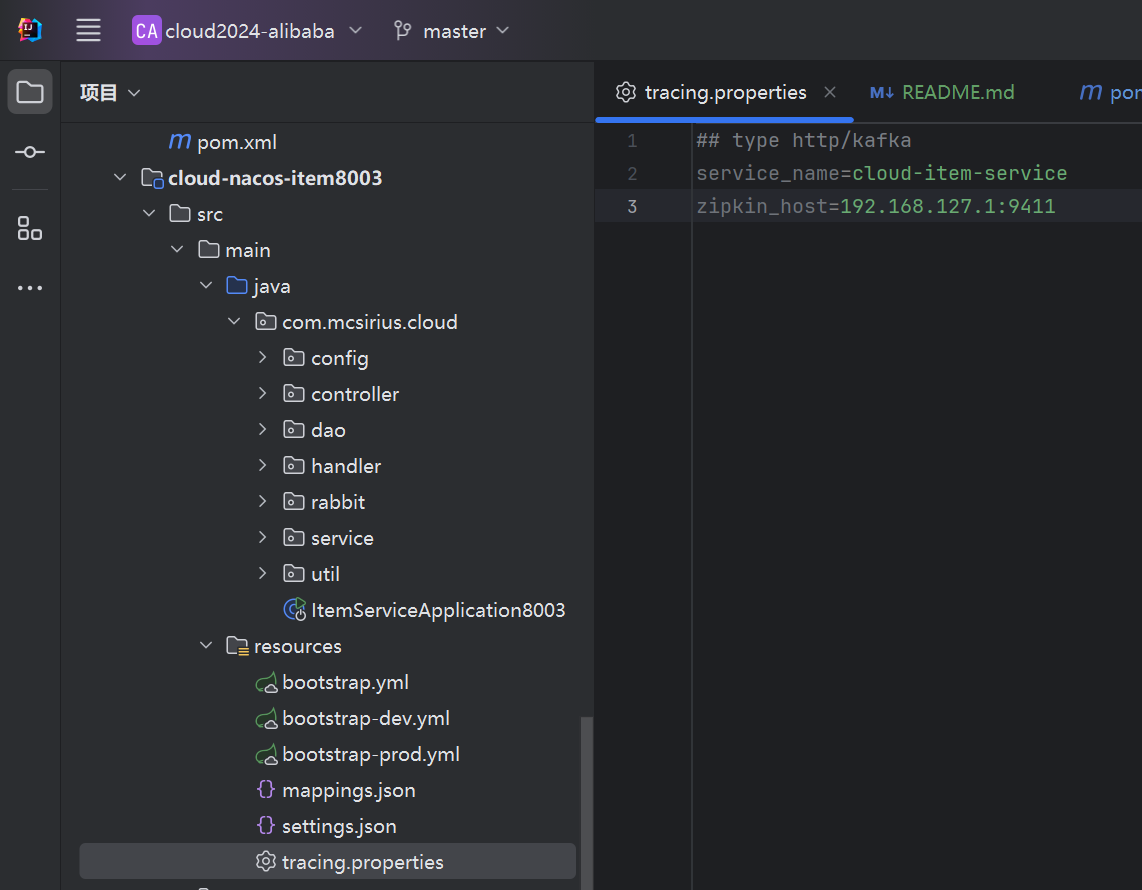 CA cloud2024-alibaba master
项目
pom.xml
cloud-nacos-item8003
src
main
java
com.mcsirius.cloud
config
controller
dao
handler
rabbit
service
util
ItemServiceApplication8003
resources
bootstrap.yml
bootstrap-dev.yml
bootstrap-prod.yml
mappings.json
settings.json
tracing.properties
tracing.properties README.md
1 ## type http/kafka
2 service_name=cloud-item-service
3 zipkin_host=192.168.127.1:9411